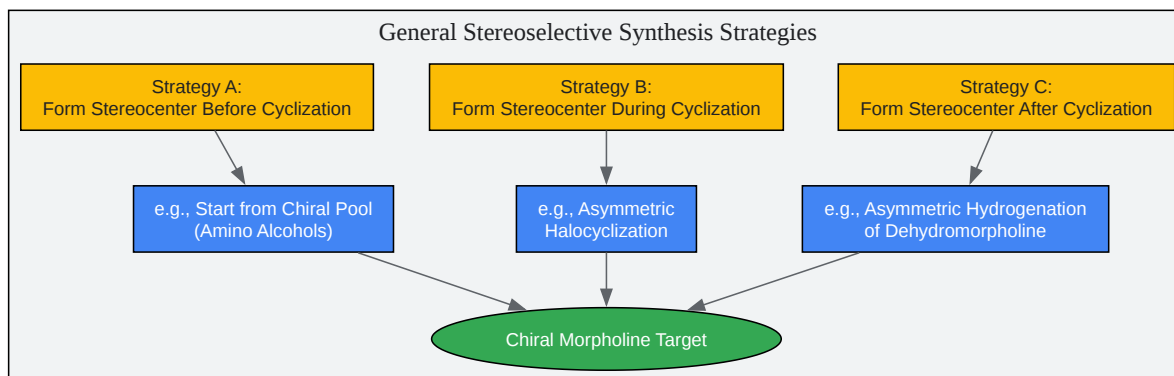 General Stereoselective Synthesis Strategies
Strategy A:
Form Stereocenter Before Cyclization
Strategy B:
Form Stereocenter During Cyclization
Strategy C:
Form Stereocenter After Cyclization
e.g., Start from Chiral Pool
(Amino Alcohols)
e.g., Asymmetric
Halocyclization
e.g., Asymmetric Hydrogenation
of Dehydromorpholine
Chiral Morpholine Target